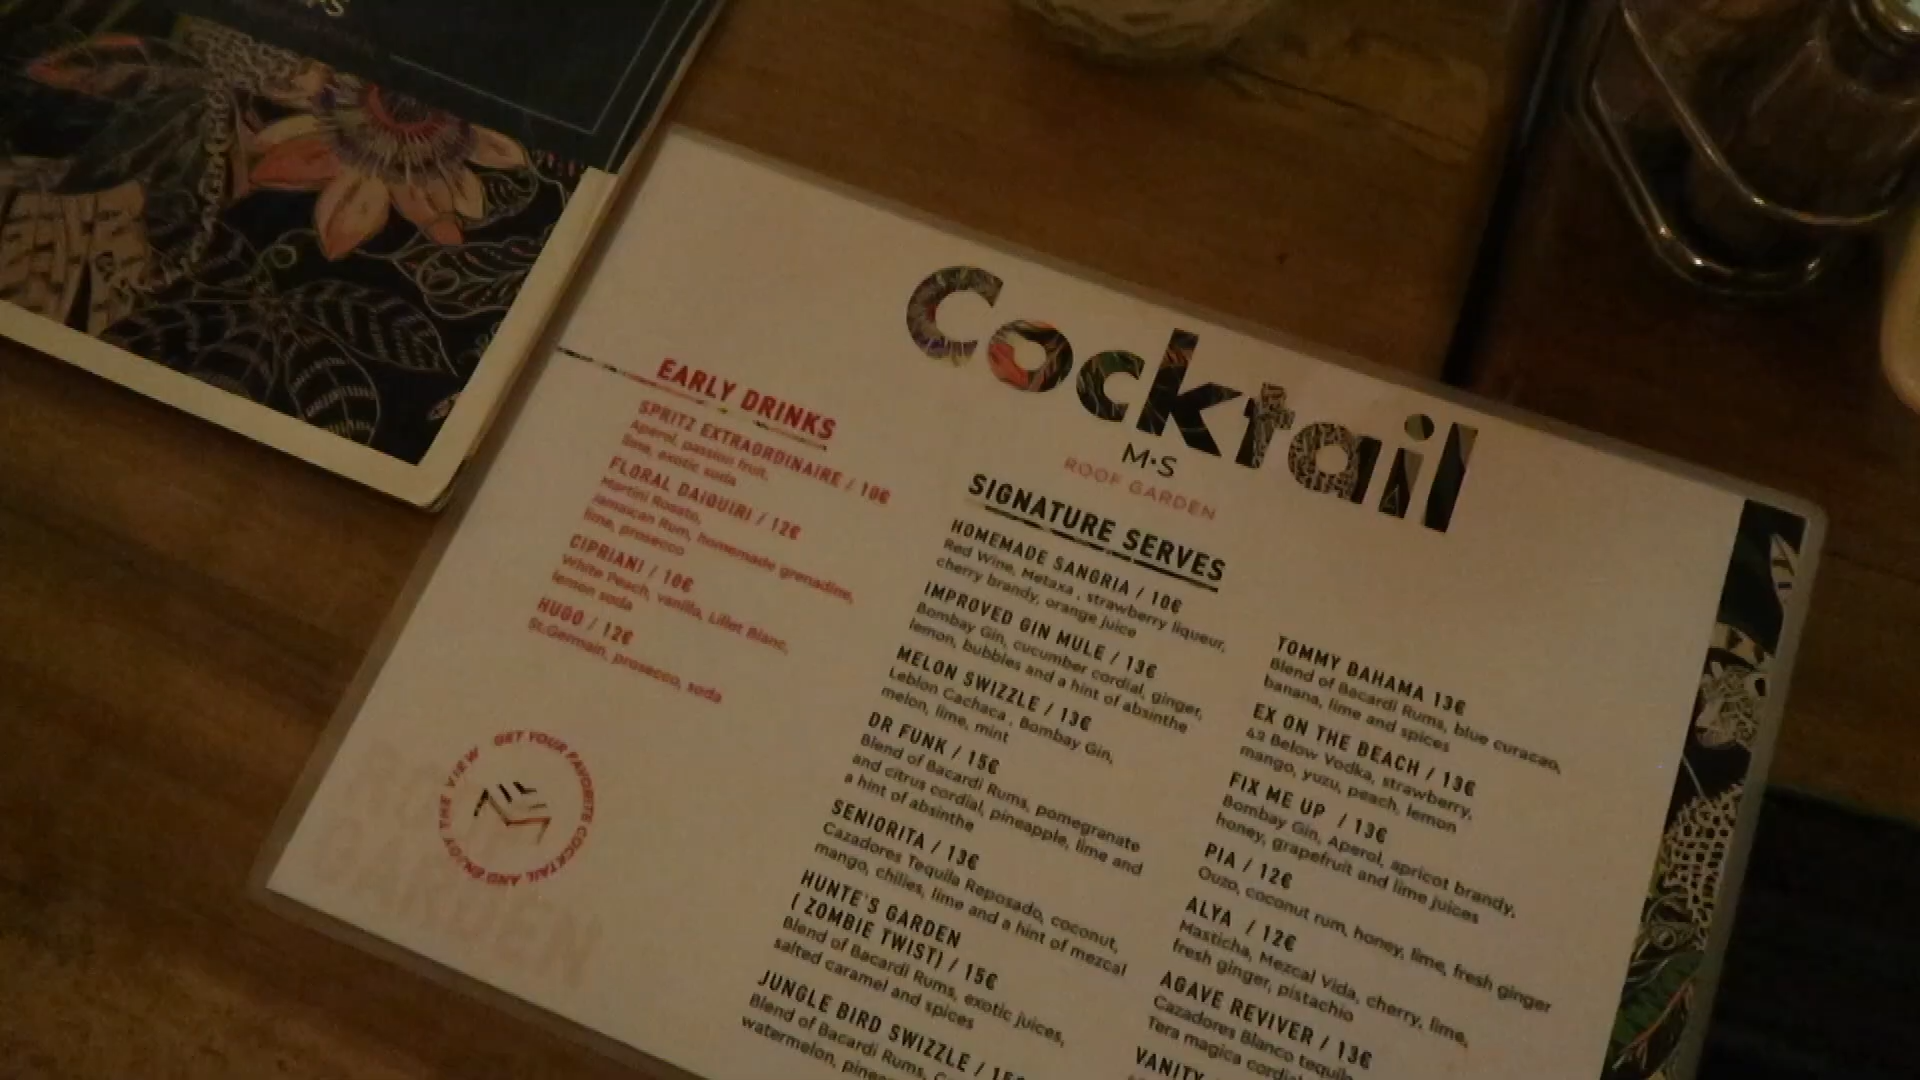 Cocktail
M·S
ROOF GARDEN
EARLY DRINKS
SPRITZ EXTRAORDINAIRE / 10€
Aperol, passion fruit,
lime, exotic soda
FLORAL DAIQUIRI / 12€
Martini Rosato,
Jamaican Rum, homemade grenadine,
lime, prosecco
CIPRIANI / 10€
White Peach, vanilla, Lillet Blanc,
lemon soda
HUGO / 12€
St.Germain, prosecco, soda
GET YOUR FAVORITE COCKTAIL AND ENJOY THE VIEW
ROOF
GARDEN
SIGNATURE SERVES
HOMEMADE SANGRIA / 10€
Red Wine, Metaxa , strawberry liqueur,
cherry brandy, orange juice
IMPROVED GIN MULE / 13€
Bombay Gin, cucumber cordial, ginger,
lemon, bubbles and a hint of absinthe
MELON SWIZZLE / 13€
Leblon Cachaca , Bombay Gin,
melon, lime, mint
DR FUNK / 15€
Blend of Bacardi Rums, pomegranate
and citrus cordial, pineapple, lime and
a hint of absinthe
SENIORITA / 13€
Cazadores Tequila Reposado, coconut,
mango, chilies, lime and a hint of mezcal
HUNTE'S GARDEN
( ZOMBIE TWIST) / 15€
Blend of Bacardi Rums, exotic juices,
salted caramel and spices
JUNGLE BIRD SWIZZLE / 15€
Blend of Bacardi Rums,
watermelon,
TOMMY BAHAMA 13€
Blend of Bacardi Rums, blue curacao,
banana, lime and spices
EX ON THE BEACH / 13€
42 Below Vodka, strawberry,
mango, yuzu, peach, lemon
FIX ME UP / 13€
Bombay Gin, Aperol, apricot brandy,
honey, grapefruit and lime juices
PIA / 12€
Ouzo, coconut rum, honey, lime, fresh ginger
ALYA / 12€
Masticha, Mezcal Vida, cherry, lime,
fresh ginger, pistachio
AGAVE REVIVER / 13€
Cazadores Blanco tequila
Tera magica cordial
VANITY